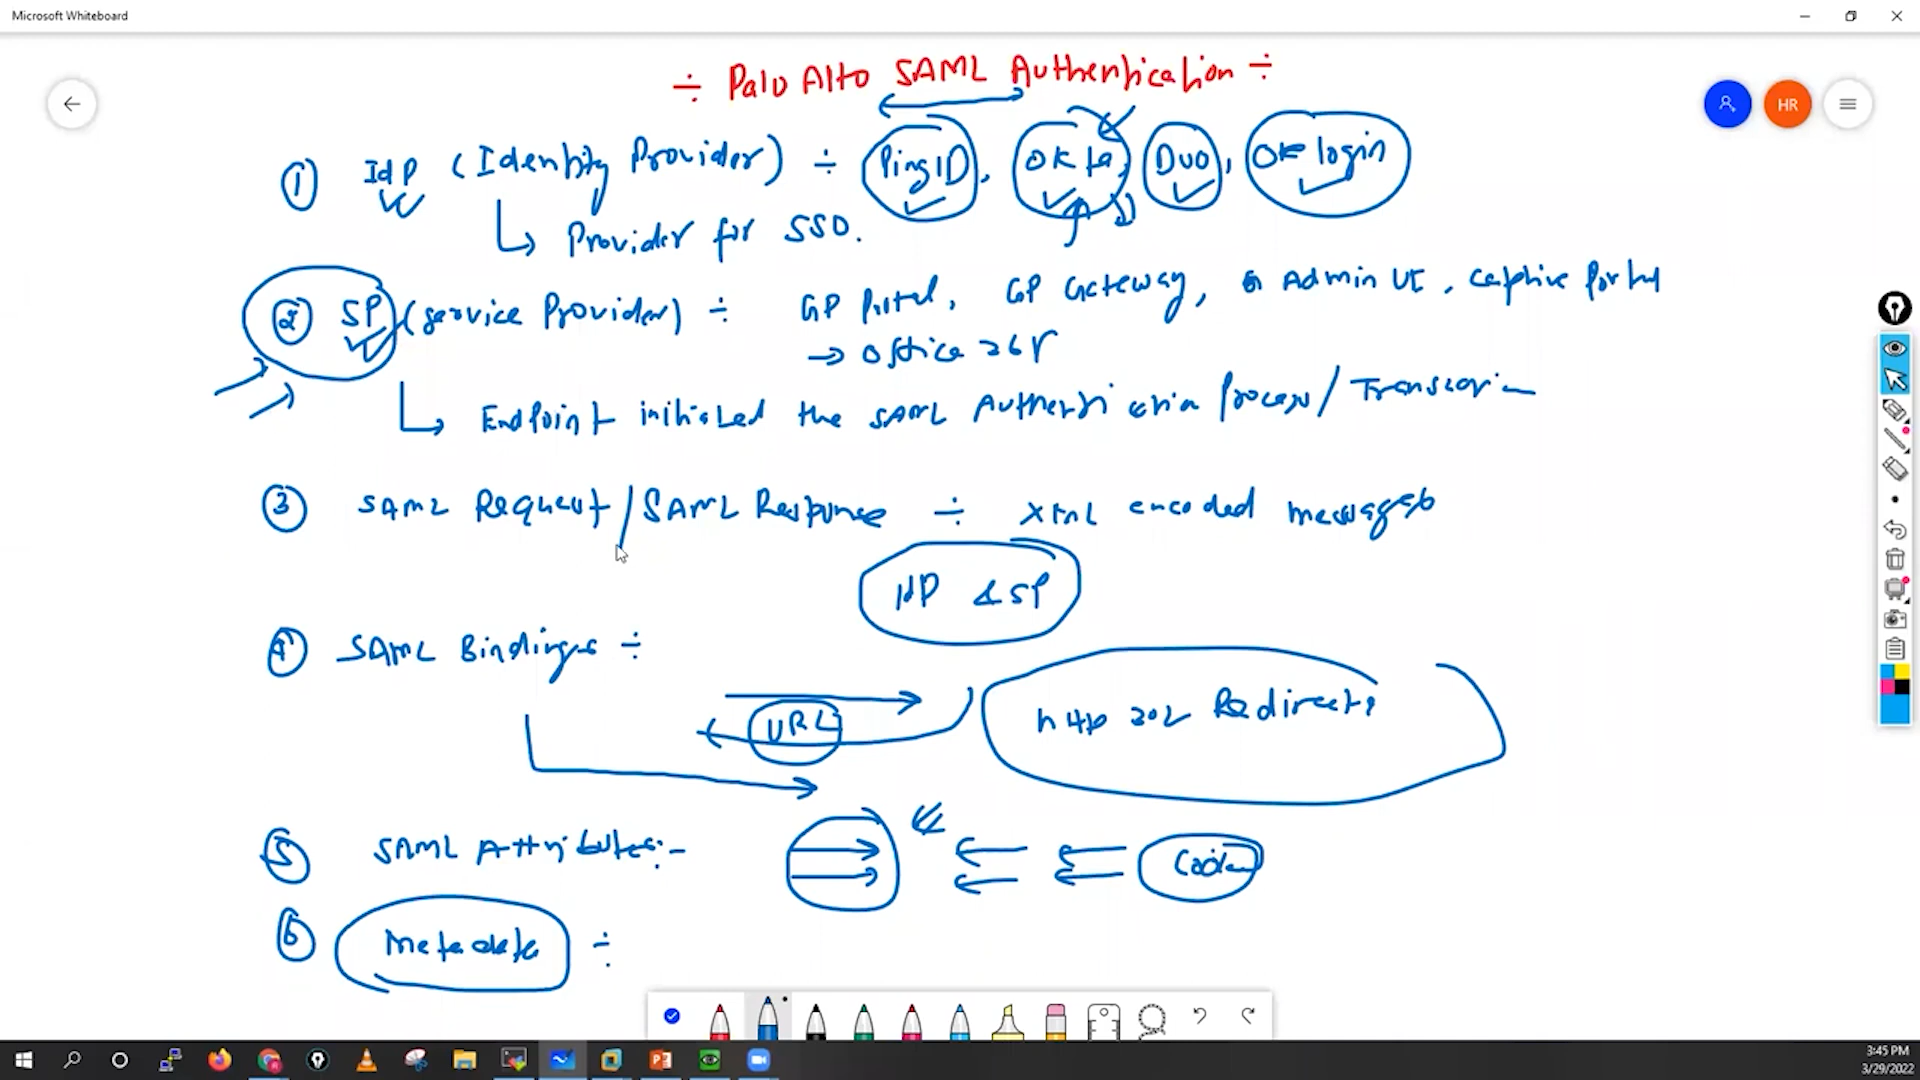 Microsoft Whiteboard
÷ Palo Alto SAML Authentication ÷
HR
① IdP (Identity Provider) ÷ PingID, OKta, Duo, OneLogin
↳ Provider for SSO.
② SP (Service Provider) ÷ GP Portal, GP Gateway, Admin UI, Captive Portal
→ Office 365
↳ Endpoint initiated the SAML Authentication Process/Transaction
③ SAML Request/SAML Response ÷ XML encoded messages
IdP & SP
④ SAML Bindings ÷
URL
http 302 Redirects
⑤ SAML Attributes:-
⑥ Metadata ÷
3:45 PM
3/29/2022